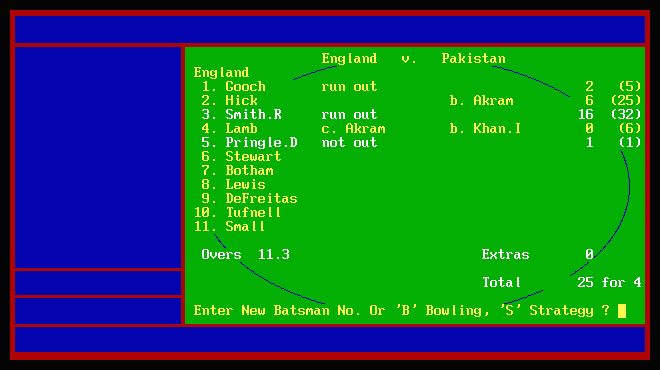 England v. Pakistan
England
1. Gooch run out 2 (5)
2. Hick b. Akram 6 (25)
3. Smith.R run out 16 (32)
4. Lamb c. Akram b. Khan.I 0 (6)
5. Pringle.D not out 1 (1)
6. Stewart
7. Botham
8. Lewis
9. DeFreitas
10. Tufnell
11. Small
Overs 11.3 Extras 0
Total 25 for 4
Enter New Batsman No. Or 'B' Bowling, 'S' Strategy ?